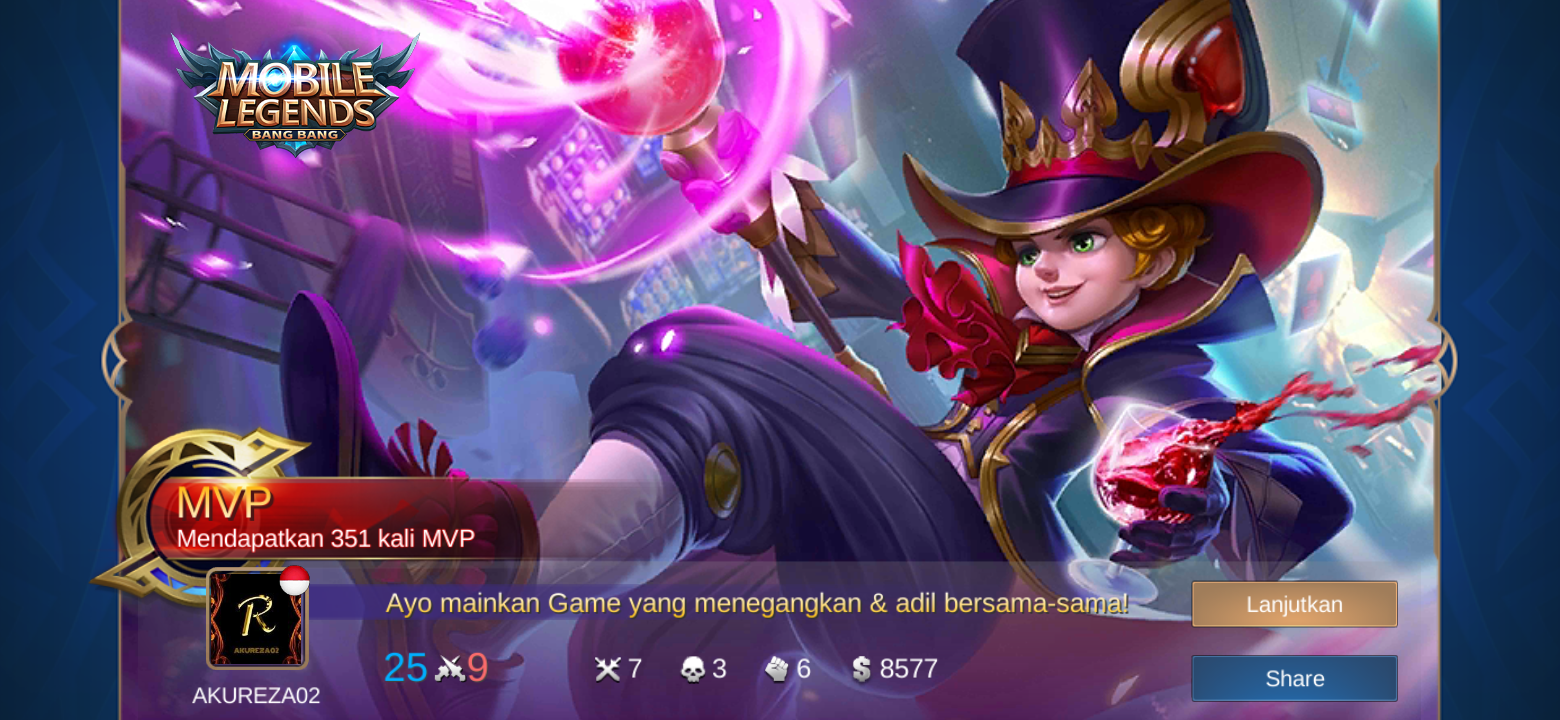 MOBILE
LEGENDS
BANG BANG
MVP
Mendapatkan 351 kali MVP
R
AKUREZA02
AKUREZA02
Ayo mainkan Game yang menegangkan & adil bersama-sama!
25 9 7 3 6 $ 8577
Lanjutkan
Share